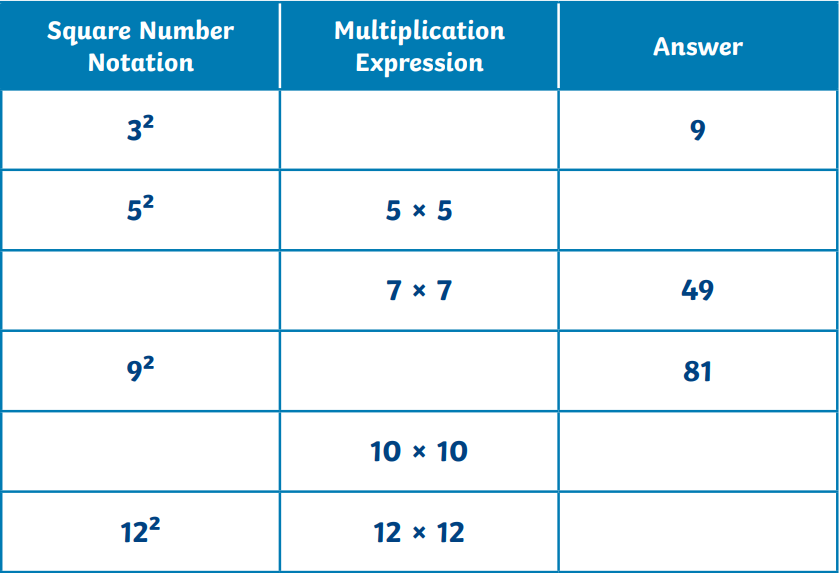 Square Number
Notation
Multiplication
Expression
Answer
3²
9
5²
5 × 5
7 × 7
49
9²
81
10 × 10
12²
12 × 12